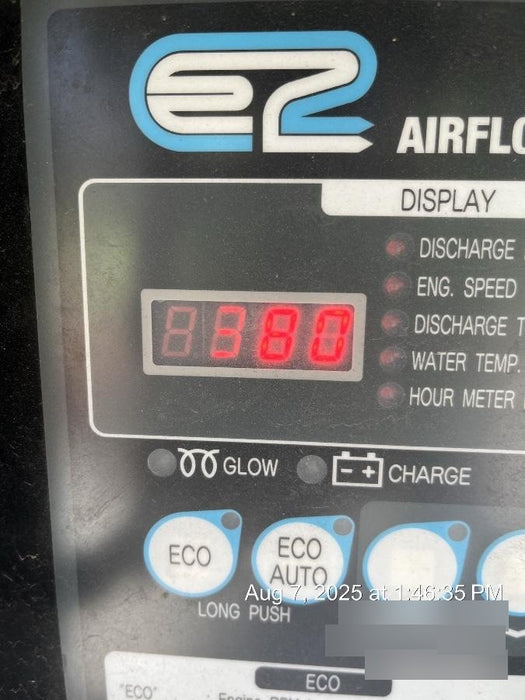 E2
AIRFLO
DISPLAY
DISCHARGE
ENG. SPEED
DISCHARGE T
WATER TEMP.
HOUR METER
GLOW
- +
CHARGE
ECO
ECO
AUTO
LONG PUSH
Aug 7, 2025 at 1:46:35 PM
ECO
"ECO" :